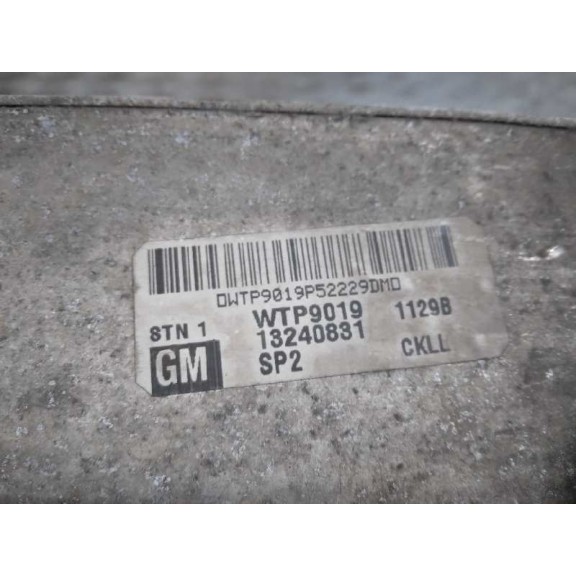 DWTP9019P52229DMD
STN 1 WTP9019 1129B
GM 13240831
SP2 CKLL